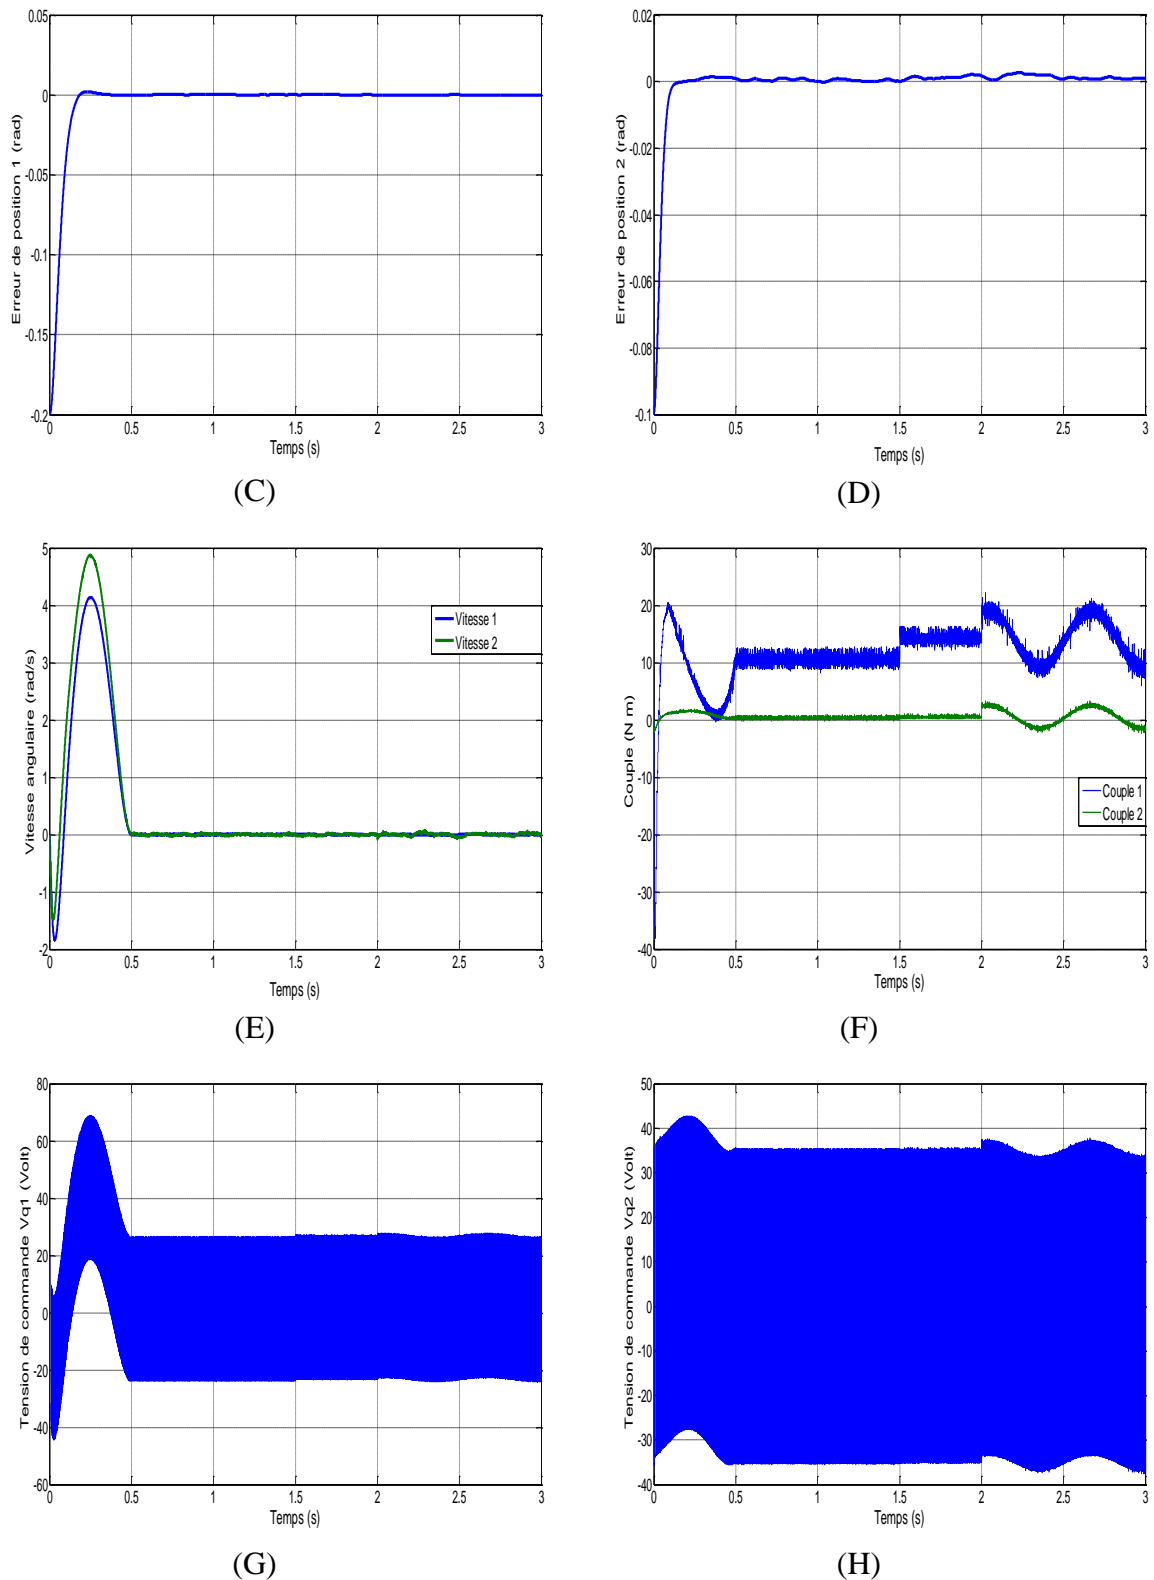 0.05
0
-0.05
-0.1
-0.15
-0.2
0 0.5 1 1.5 2 2.5 3
Erreur de position 1 (rad)
Temps (s)
(C)
0.02
0
-0.02
-0.04
-0.06
-0.08
-0.1
0 0.5 1 1.5 2 2.5 3
Erreur de position 2 (rad)
Temps (s)
(D)
5
4
3
2
1
0
-1
-2
0 0.5 1 1.5 2 2.5 3
Vitesse angulaire (rad/s)
Vitesse 1
Vitesse 2
Temps (s)
(E)
30
20
10
0
-10
-20
-30
-40
0 0.5 1 1.5 2 2.5 3
Couple (N m)
Couple 1
Couple 2
Temps (s)
(F)
80
60
40
20
0
-20
-40
-60
0 0.5 1 1.5 2 2.5 3
Tension de commande Vq1 (Volt)
Temps (s)
(G)
50
40
30
20
10
0
-10
-20
-30
-40
0 0.5 1 1.5 2 2.5 3
Tension de commande Vq2 (Volt)
Temps (s)
(H)